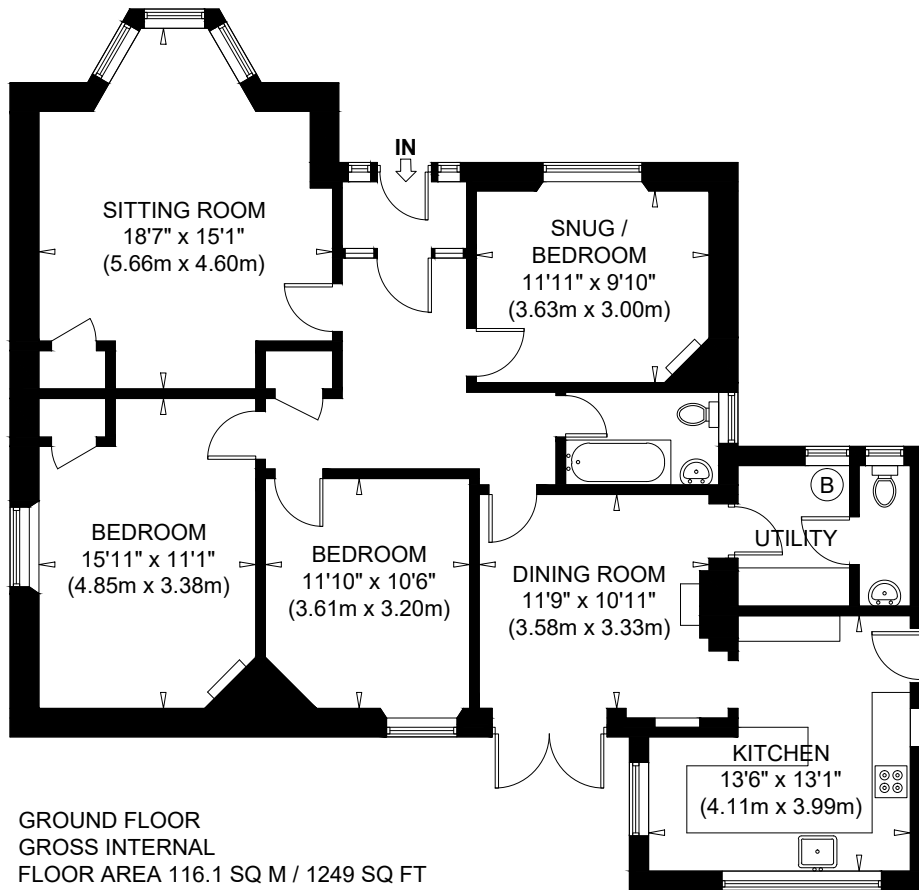 IN
SITTING ROOM
18'7" x 15'1"
(5.66m x 4.60m)
SNUG /
BEDROOM
11'11" x 9'10"
(3.63m x 3.00m)
B
UTILITY
BEDROOM
15'11" x 11'1"
(4.85m x 3.38m)
BEDROOM
11'10" x 10'6"
(3.61m x 3.20m)
DINING ROOM
11'9" x 10'11"
(3.58m x 3.33m)
KITCHEN
13'6" x 13'1"
(4.11m x 3.99m)
GROUND FLOOR
GROSS INTERNAL
FLOOR AREA 116.1 SQ M / 1249 SQ FT